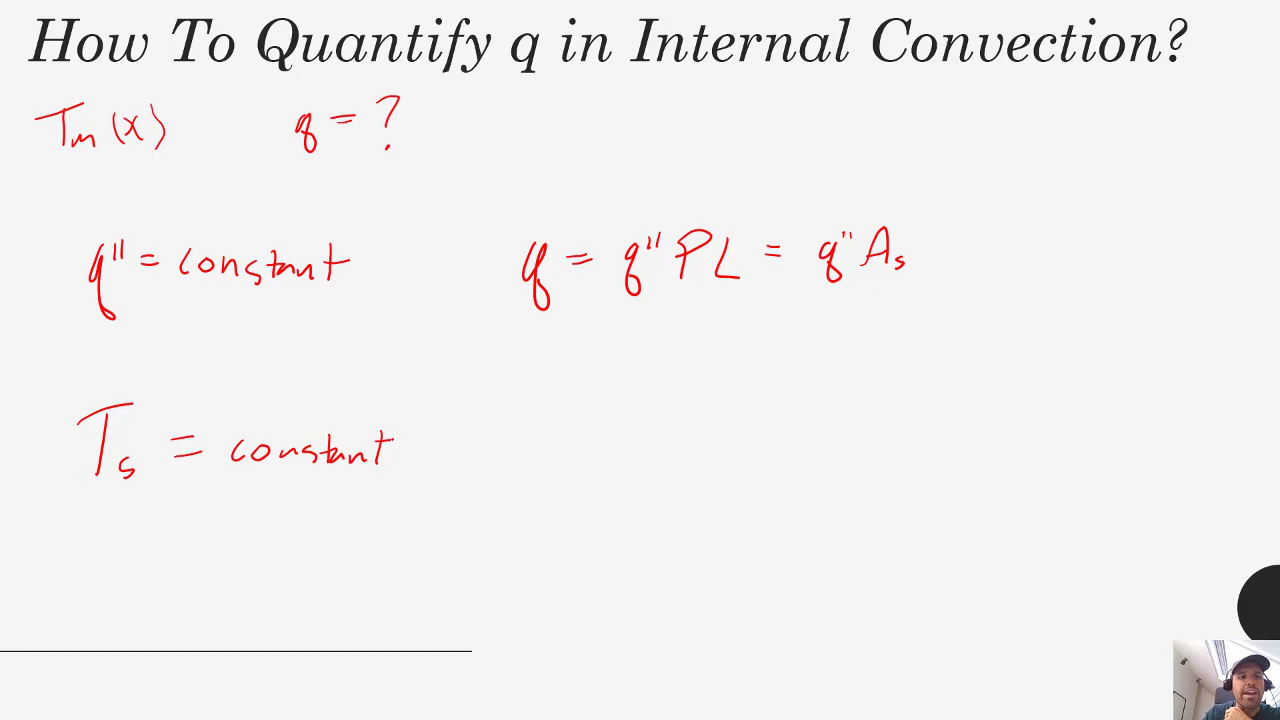 How To Quantify q in Internal Convection?
Tm (x) q = ?
q" = constant q = q" PL = q" As
Ts = constant